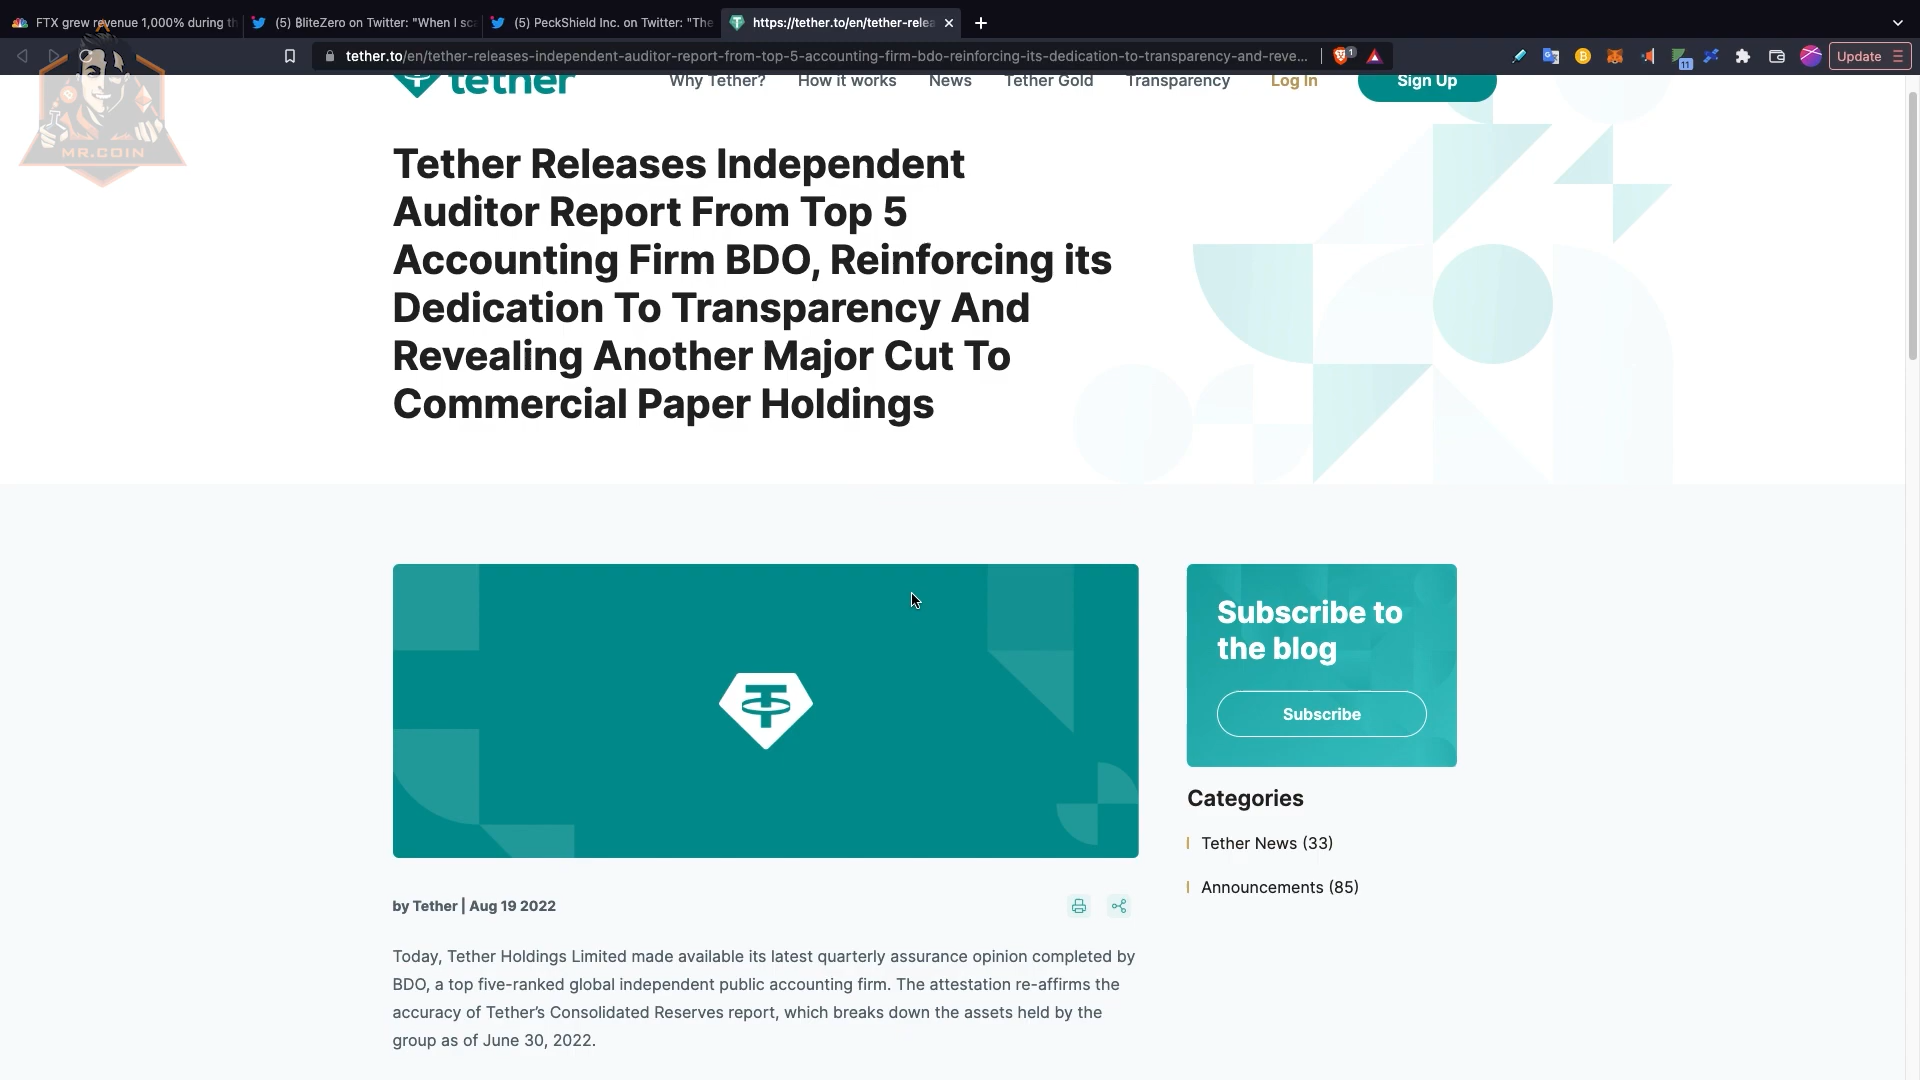 FTX grew revenue 1,000% during th
(5) ɃliteZero on Twitter: "When I sca
(5) PeckShield Inc. on Twitter: "The
https://tether.to/en/tether-relea
tether.to/en/tether-releases-independent-auditor-report-from-top-5-accounting-firm-bdo-reinforcing-its-dedication-to-transparency-and-reve...
1
11
Update
MR.COIN
tether
Why Tether?
How it works
News
Tether Gold
Transparency
Log In
Sign Up
Tether Releases Independent
Auditor Report From Top 5
Accounting Firm BDO, Reinforcing its
Dedication To Transparency And
Revealing Another Major Cut To
Commercial Paper Holdings
Subscribe to
the blog
Subscribe
Categories
Tether News (33)
Announcements (85)
by Tether | Aug 19 2022
Today, Tether Holdings Limited made available its latest quarterly assurance opinion completed by
BDO, a top five-ranked global independent public accounting firm. The attestation re-affirms the
accuracy of Tether’s Consolidated Reserves report, which breaks down the assets held by the
group as of June 30, 2022.